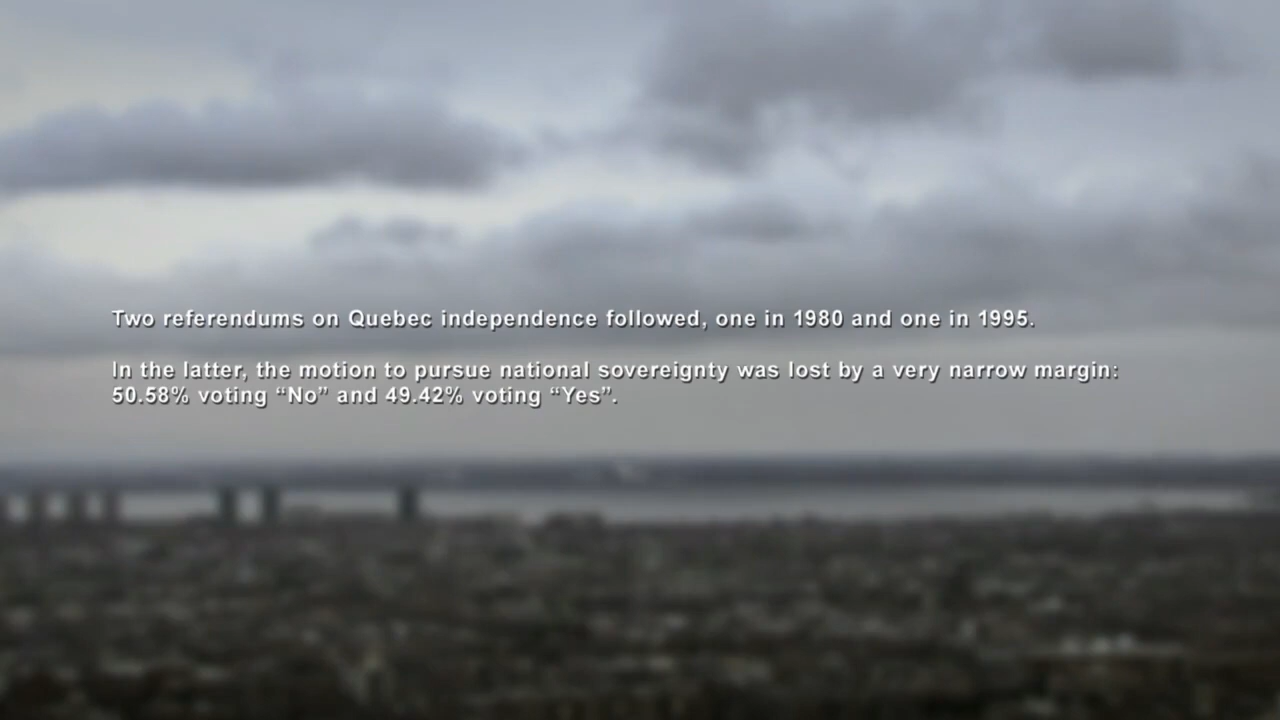 Two referendums on Quebec independence followed, one in 1980 and one in 1995.
In the latter, the motion to pursue national sovereignty was lost by a very narrow margin:
50.58% voting “No” and 49.42% voting “Yes”.